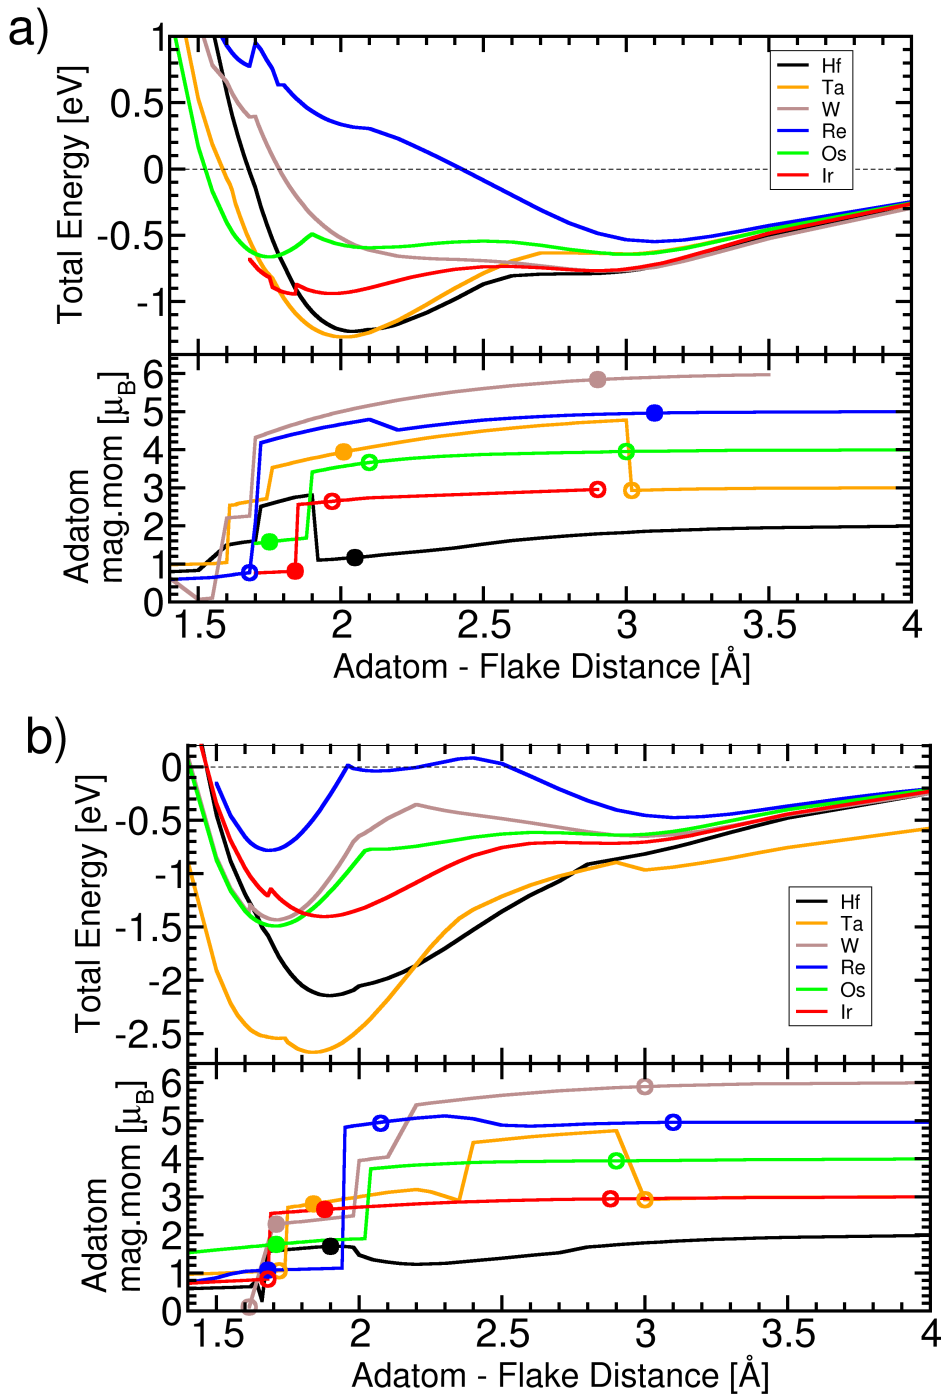 a)
Total Energy [eV]
1
0.5
0
-0.5
-1
Hf
Ta
W
Re
Os
Ir
Adatom
mag.mom [μB]
6
5
4
3
2
1
0
1.5 2 2.5 3 3.5 4
Adatom - Flake Distance [Å]
b)
Total Energy [eV]
0
-0.5
-1
-1.5
-2
-2.5
Hf
Ta
W
Re
Os
Ir
Adatom
mag.mom [μB]
6
5
4
3
2
1
0
1.5 2 2.5 3 3.5 4
Adatom - Flake Distance [Å]